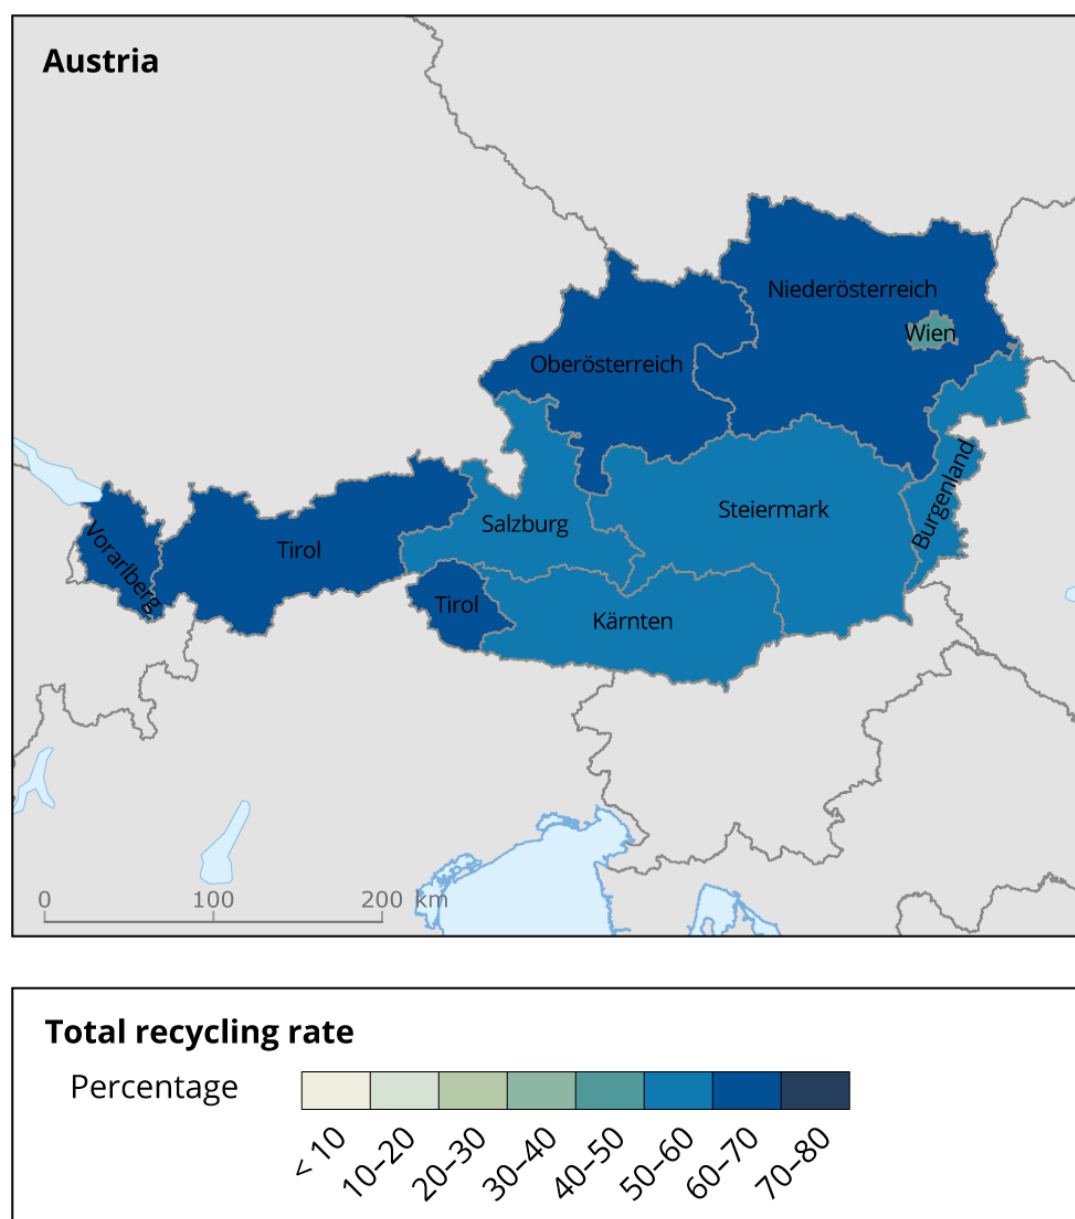 Austria
Niederösterreich
Wien
Oberösterreich
Burgenland
Steiermark
Salzburg
Vorarlberg
Tirol
Tirol
Kärnten
0 100 200 km
Total recycling rate
Percentage
< 10 10–20 20–30 30–40 40–50 50–60 60–70 70–80